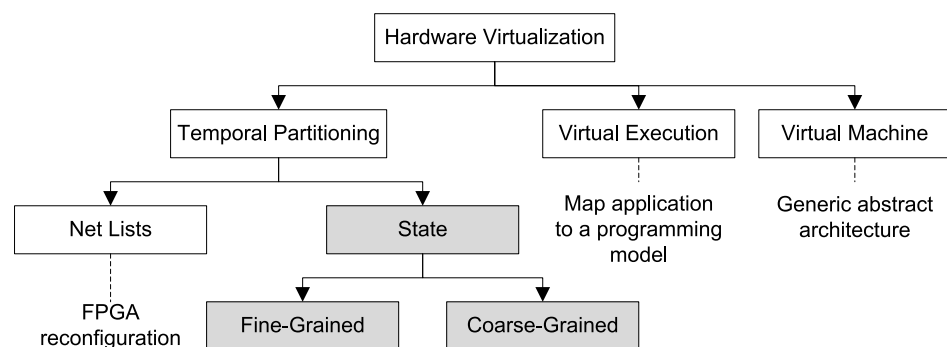 Hardware Virtualization
Temporal Partitioning
Virtual Execution
Virtual Machine
Map application
to a programming
model
Generic abstract
architecture
Net Lists
State
FPGA
reconfiguration
Fine-Grained
Coarse-Grained